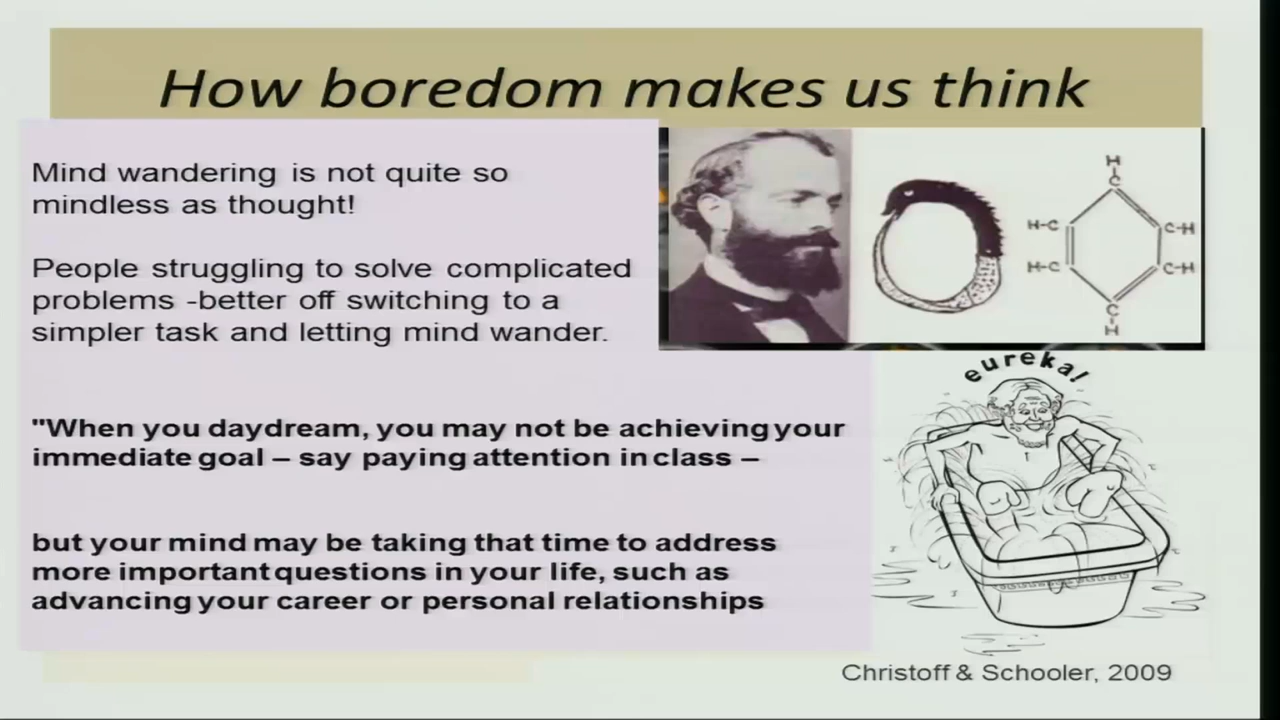 How boredom makes us think
Mind wandering is not quite so
mindless as thought!
People struggling to solve complicated
problems -better off switching to a
simpler task and letting mind wander.
"When you daydream, you may not be achieving your
immediate goal – say paying attention in class –
but your mind may be taking that time to address
more important questions in your life, such as
advancing your career or personal relationships
H
C
H-C
C-H
H-C
C-H
C
H
eureka!
Christoff & Schooler, 2009